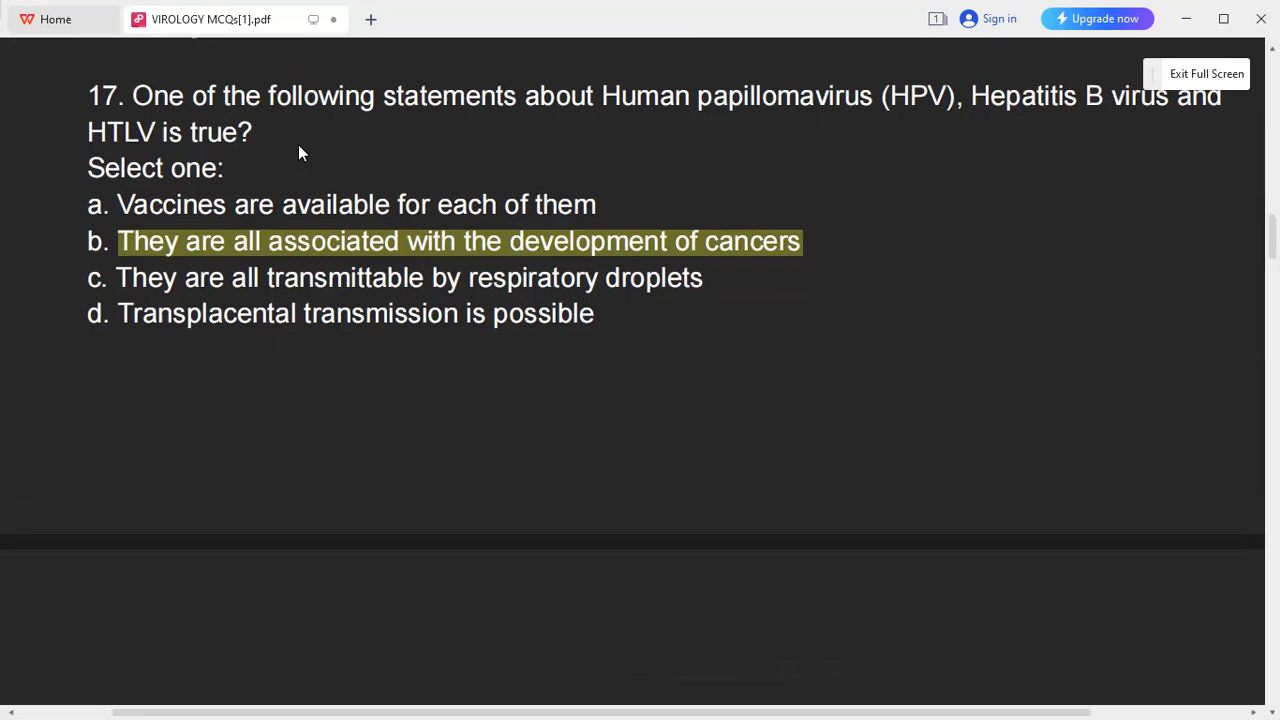 Home
VIROLOGY MCQs[1].pdf
1
Sign in
Upgrade now
Exit Full Screen
17. One of the following statements about Human papillomavirus (HPV), Hepatitis B virus and
HTLV is true?
Select one:
a. Vaccines are available for each of them
b. They are all associated with the development of cancers
c. They are all transmittable by respiratory droplets
d. Transplacental transmission is possible